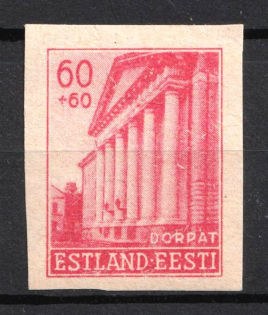 60
+60
DORPAT
ESTLAND-EESTI